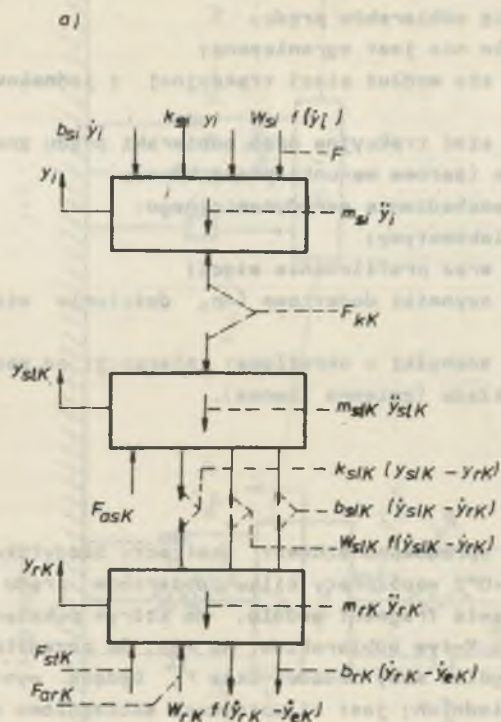 a)
b_si ẏ_i k_si y_i W_si f(ẏ_i)
F
y_i
i
m_si ÿ_i
F_kK
y_slK
m_slK ÿ_slK
k_slK (y_slK - y_rK)
F_asK
b_slK (ẏ_slK - ẏ_rK)
W_slK f(ẏ_slK - ẏ_rK)
y_rK
m_rK ÿ_rK
F_stK
b_rK (ẏ_rK - ẏ_eK)
F_arK
W_rK f(ẏ_rK - ẏ_eK)